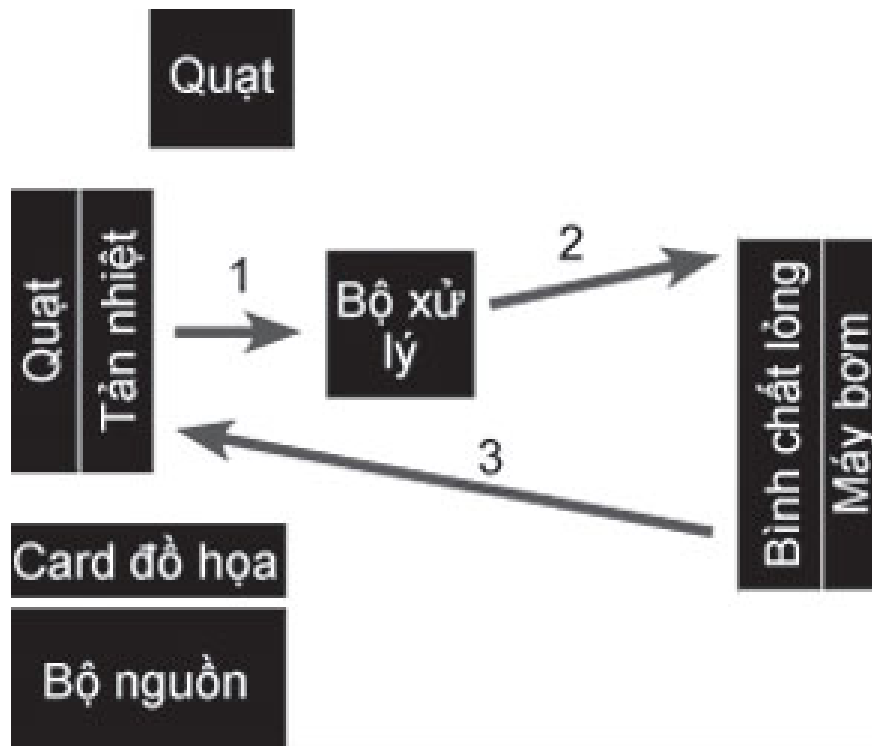 Quạt
Quạt
Tản nhiệt
1
Bộ xử
lý
2
Bình chất lỏng
Máy bơm
3
Card đồ họa
Bộ nguồn